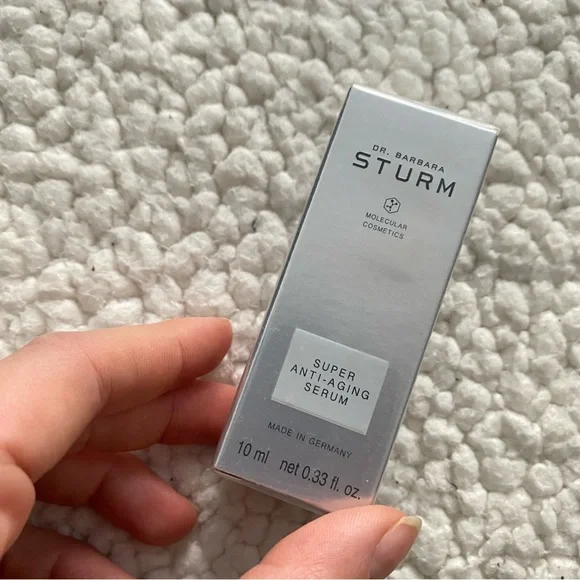 DR. BARBARA
STURM
MOLECULAR
COSMETICS
SUPER
ANTI-AGING
SERUM
MADE IN GERMANY
10 ml net 0.33 fl. oz.